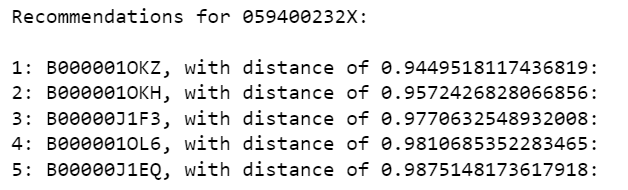 Recommendations for 059400232X:
1: B000001OKZ, with distance of 0.9449518117436819:
2: B000001OKH, with distance of 0.9572426828066856:
3: B00000J1F3, with distance of 0.9770632548932008:
4: B000001OL6, with distance of 0.9810685352283465:
5: B00000J1EQ, with distance of 0.9875148173617918: